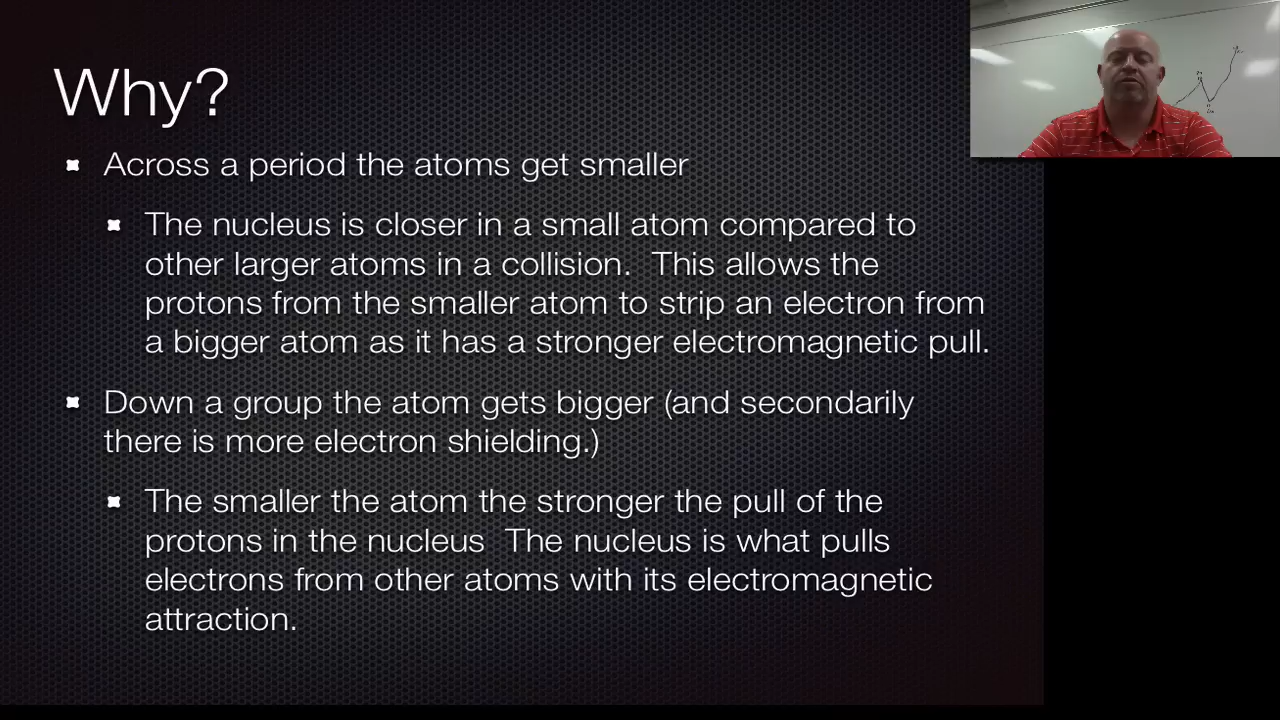 Why?
Across a period the atoms get smaller
The nucleus is closer in a small atom compared to
other larger atoms in a collision.  This allows the
protons from the smaller atom to strip an electron from
a bigger atom as it has a stronger electromagnetic pull.
Down a group the atom gets bigger (and secondarily
there is more electron shielding.)
The smaller the atom the stronger the pull of the
protons in the nucleus  The nucleus is what pulls
electrons from other atoms with its electromagnetic
attraction.